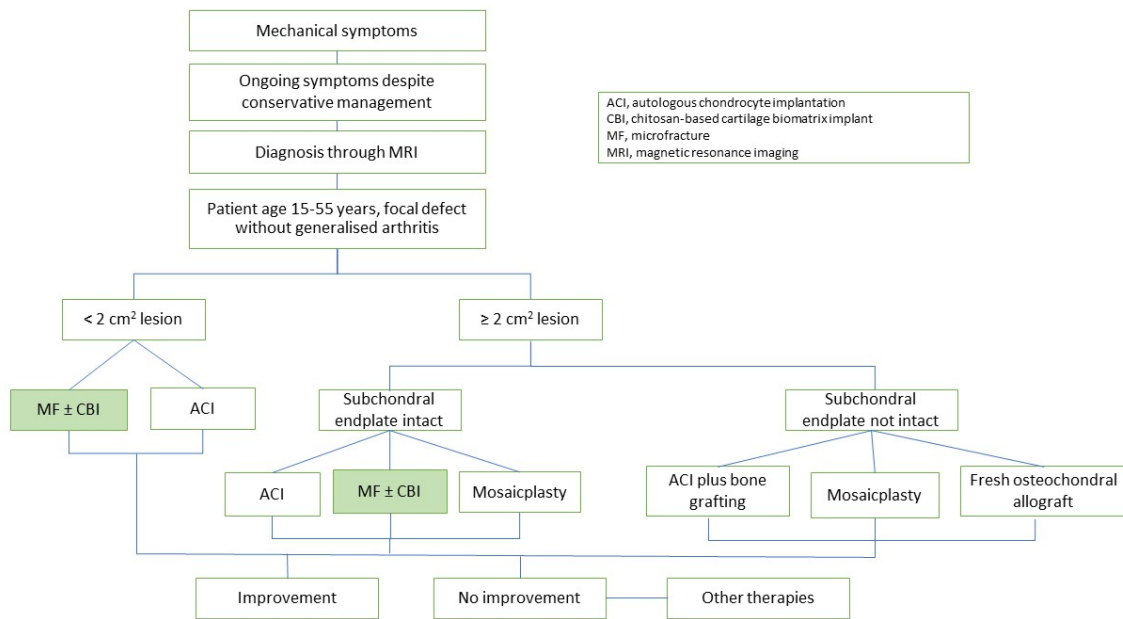 Mechanical symptoms
Ongoing symptoms despite
conservative management
Diagnosis through MRI
Patient age 15-55 years, focal defect
without generalised arthritis
ACI, autologous chondrocyte implantation
CBI, chitosan-based cartilage biomatrix implant
MF, microfracture
MRI, magnetic resonance imaging
< 2 cm² lesion
≥ 2 cm² lesion
MF ± CBI
ACI
Subchondral
endplate intact
Subchondral
endplate not intact
ACI
MF ± CBI
Mosaicplasty
ACI plus bone
grafting
Mosaicplasty
Fresh osteochondral
allograft
Improvement
No improvement
Other therapies